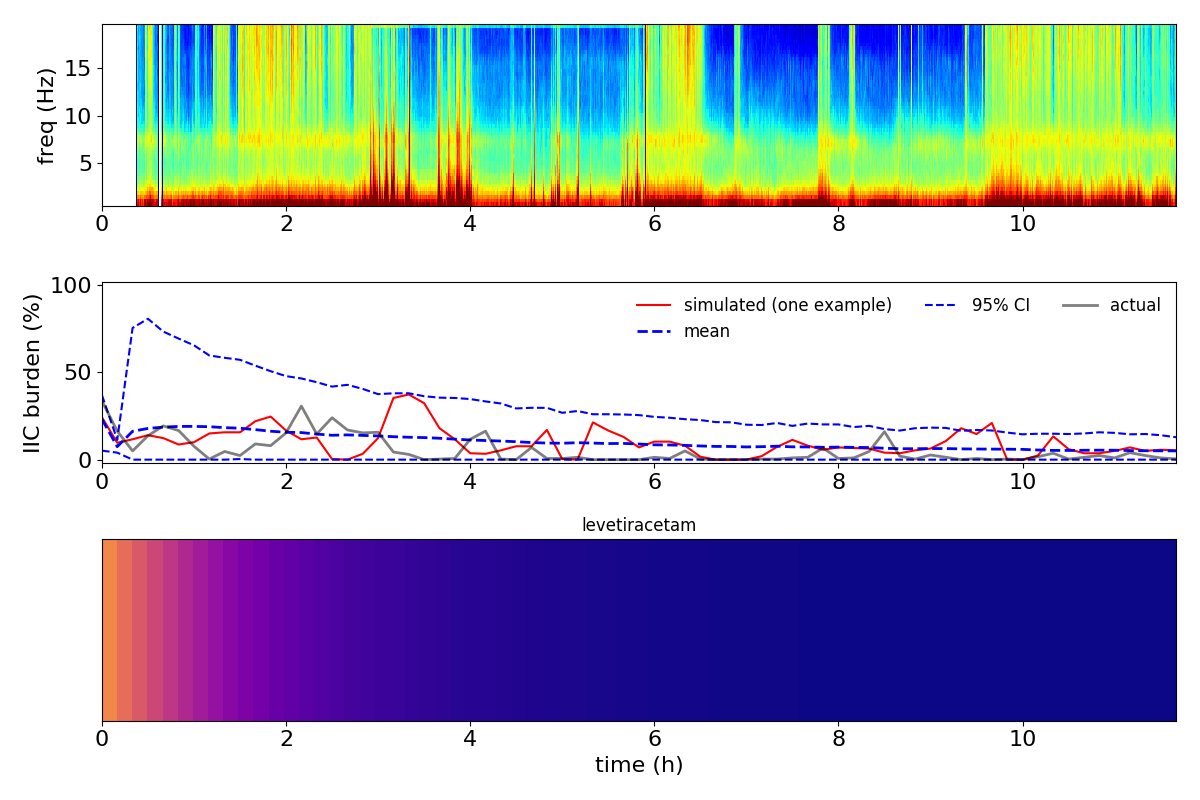 freq (Hz)
15
10
5
0 2 4 6 8 10
IIC burden (%)
100
50
0
simulated (one example) 95% CI actual
mean
0 2 4 6 8 10
levetiracetam
0 2 4 6 8 10
time (h)